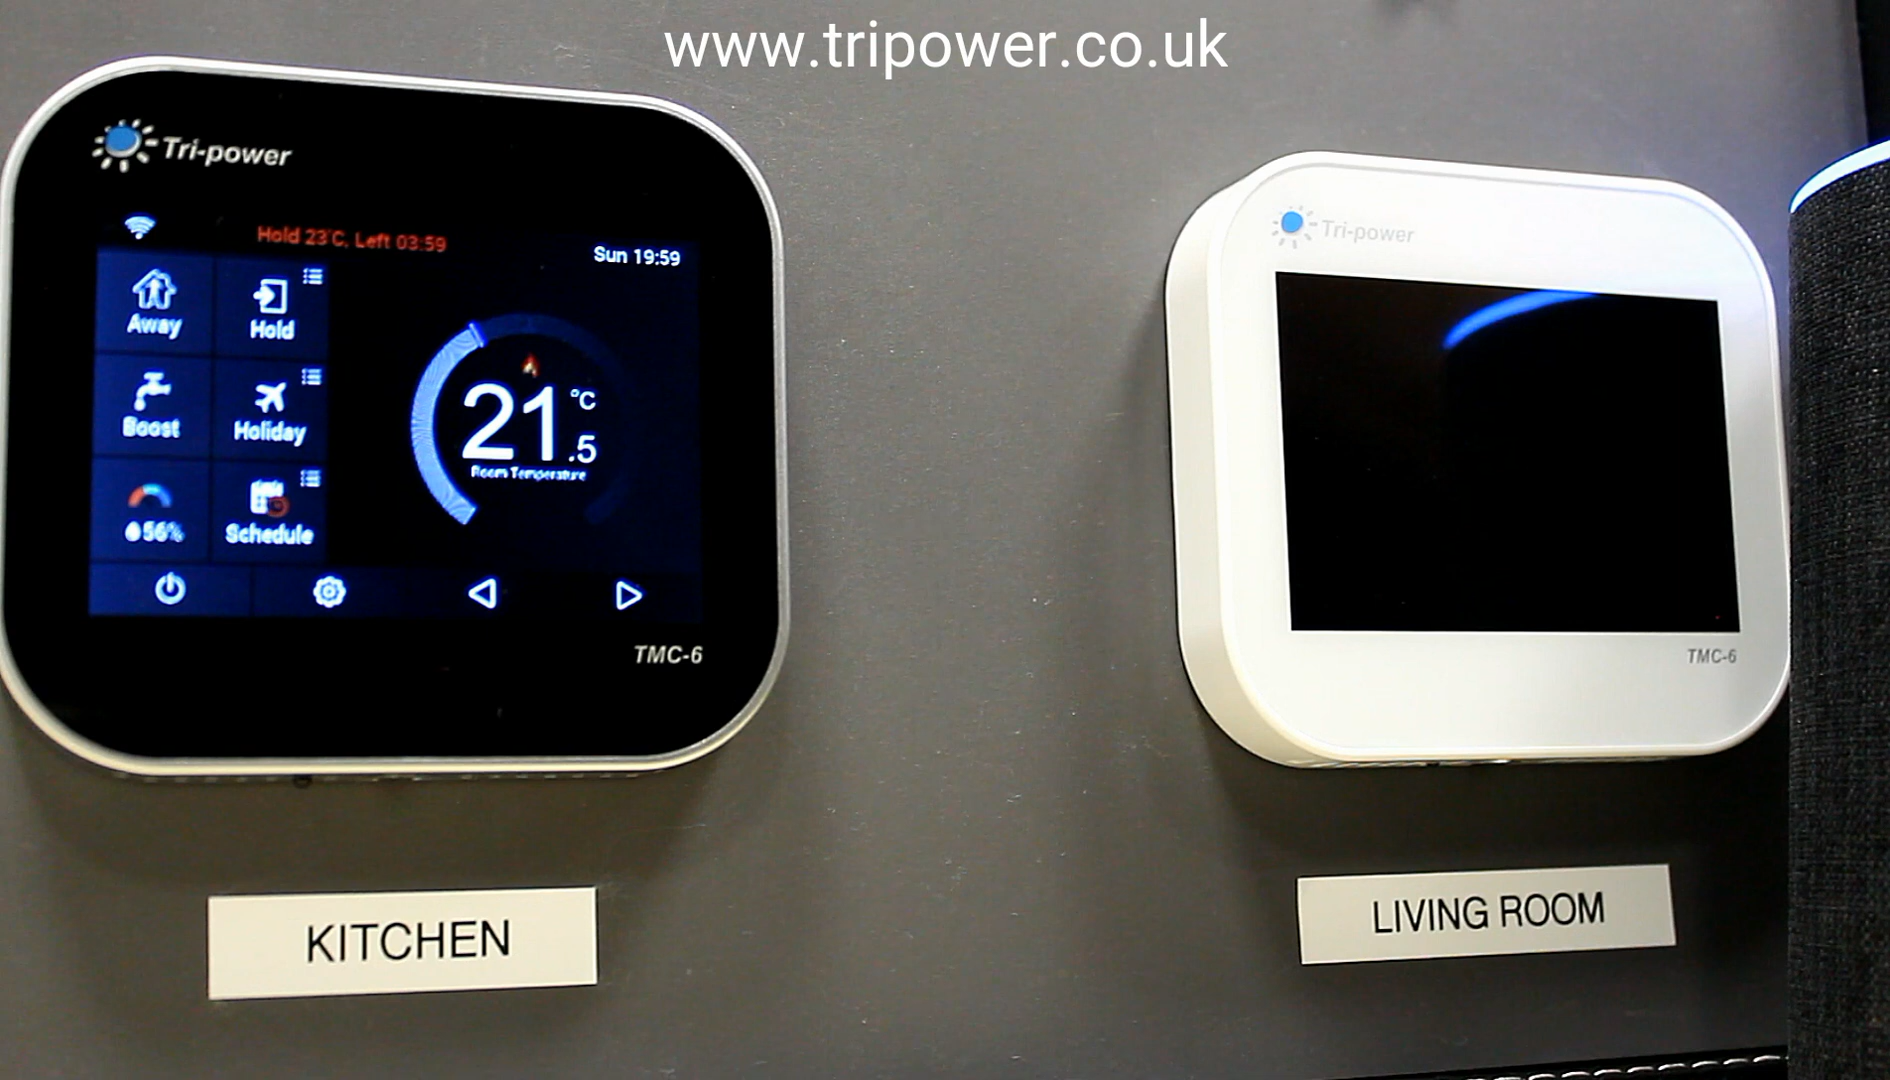 www.tripower.co.uk
Tri-power
Hold 23°C, Left 03:59
Sun 19:59
Away
Hold
Boost
Holiday
56%
Schedule
21.5 °C
Room Temperature
TMC-6
KITCHEN
Tri-power
TMC-6
LIVING ROOM